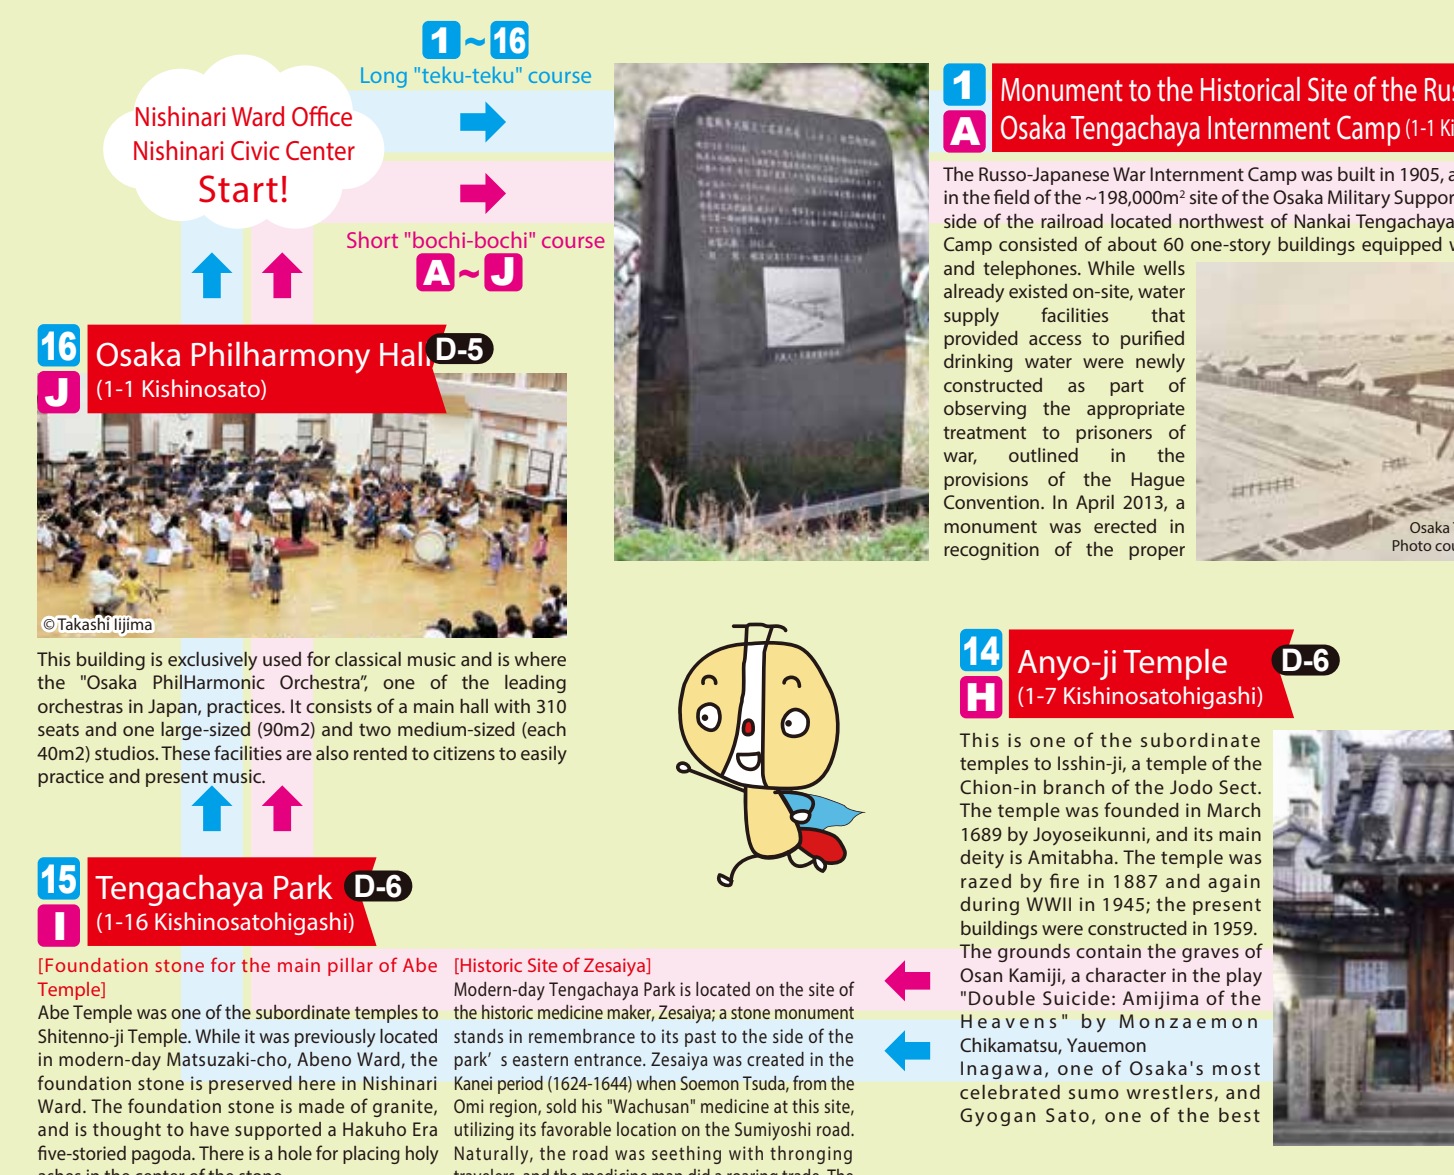 1~16
Long "teku-teku" course
Nishinari Ward Office
Nishinari Civic Center
Start!
Short "bochi-bochi" course
A~J
1
A
Monument to the Historical Site of the
Osaka Tengachaya Internment Camp (1-1
The Russo-Japanese War Internment Camp was built in 1905,
in the field of the ~198,000m² site of the Osaka Military
side of the railroad located northwest of Nankai Tengachaya
Camp consisted of about 60 one-story buildings equipped
and telephones. While wells
already existed on-site, water
supply facilities that
provided access to purified
drinking water were newly
constructed as part of
observing the appropriate
treatment to prisoners of
war, outlined in the
provisions of the Hague
Convention. In April 2013, a
monument was erected in
recognition of the proper
Osaka
Photo
16
J
Osaka Philharmony Hall
D-5
(1-1 Kishinosato)
© Takashi Iijima
This building is exclusively used for classical music and is where
the "Osaka PhilHarmonic Orchestra”, one of the leading
orchestras in Japan, practices. It consists of a main hall with 310
seats and one large-sized (90m2) and two medium-sized (each
40m2) studios. These facilities are also rented to citizens to easily
practice and present music.
14
H
Anyo-ji Temple
D-6
(1-7 Kishinosatohigashi)
This is one of the subordinate
temples to Isshin-ji, a temple of the
Chion-in branch of the Jodo Sect.
The temple was founded in March
1689 by Joyoseikunni, and its main
deity is Amitabha. The temple was
razed by fire in 1887 and again
during WWII in 1945; the present
buildings were constructed in 1959.
The grounds contain the graves of
Osan Kamiji, a character in the play
"Double Suicide: Amijima of the
Heavens" by Monzaemon
Chikamatsu, Yauemon
Inagawa, one of Osaka's most
celebrated sumo wrestlers, and
Gyogan Sato, one of the best
15
I
Tengachaya Park
D-6
(1-16 Kishinosatohigashi)
[Foundation stone for the main pillar of Abe
Temple]
Abe Temple was one of the subordinate temples to
Shitenno-ji Temple. While it was previously located
in modern-day Matsuzaki-cho, Abeno Ward, the
foundation stone is preserved here in Nishinari
Ward. The foundation stone is made of granite,
and is thought to have supported a Hakuho Era
five-storied pagoda. There is a hole for placing holy
ashes in the center of the stone.
[Historic Site of Zesaiya]
Modern-day Tengachaya Park is located on the site of
the historic medicine maker, Zesaiya; a stone monument
stands in remembrance to its past to the side of the
park’s eastern entrance. Zesaiya was created in the
Kanei period (1624-1644) when Soemon Tsuda, from the
Omi region, sold his "Wachusan" medicine at this site,
utilizing its favorable location on the Sumiyoshi road.
Naturally, the road was seething with thronging
travelers, and the medicine man did a roaring trade. The